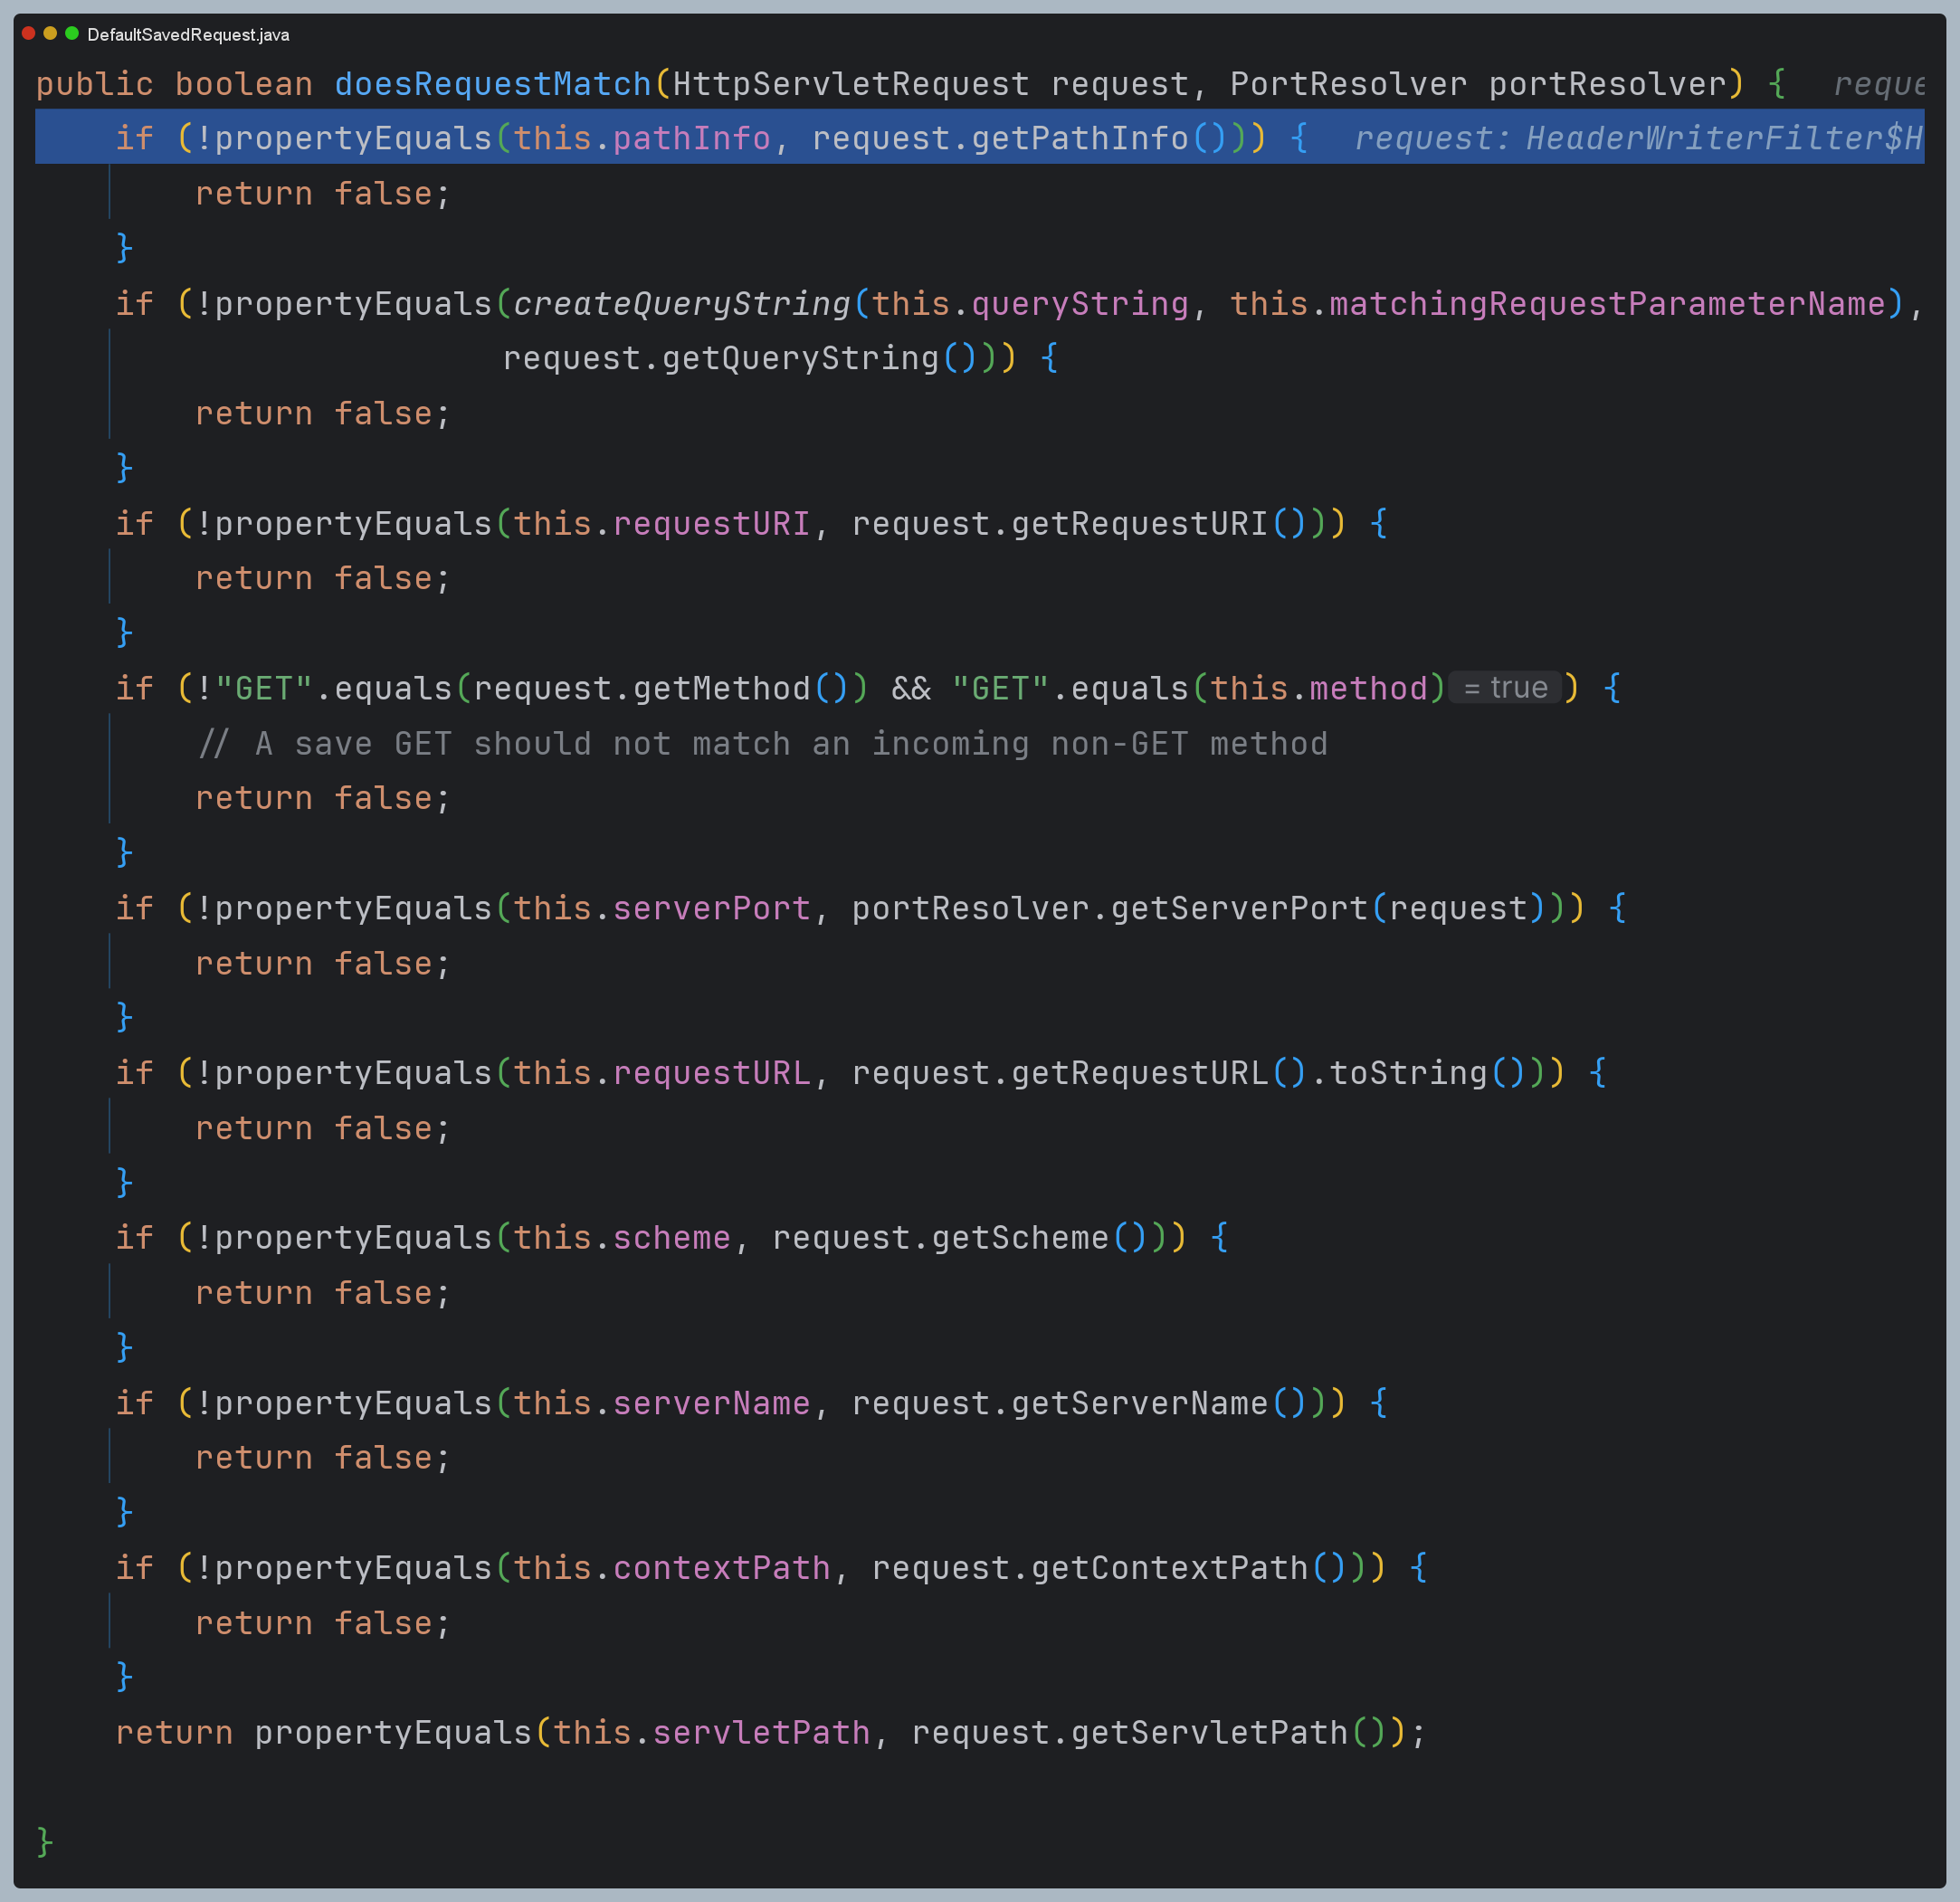 DefaultSavedRequest.java
public boolean doesRequestMatch(HttpServletRequest request, PortResolver portResolver) {
if (!propertyEquals(this.pathInfo, request.getPathInfo())) { request: HeaderWriterFilter$H
return false;
}
if (!propertyEquals(createQueryString(this.queryString, this.matchingRequestParameterName),
request.getQueryString())) {
return false;
}
if (!propertyEquals(this.requestURI, request.getRequestURI())) {
return false;
}
if (!"GET".equals(request.getMethod()) && "GET".equals(this.method) = true ) {
// A save GET should not match an incoming non-GET method
return false;
}
if (!propertyEquals(this.serverPort, portResolver.getServerPort(request))) {
return false;
}
if (!propertyEquals(this.requestURL, request.getRequestURL().toString())) {
return false;
}
if (!propertyEquals(this.scheme, request.getScheme())) {
return false;
}
if (!propertyEquals(this.serverName, request.getServerName())) {
return false;
}
if (!propertyEquals(this.contextPath, request.getContextPath())) {
return false;
}
return propertyEquals(this.servletPath, request.getServletPath());
}